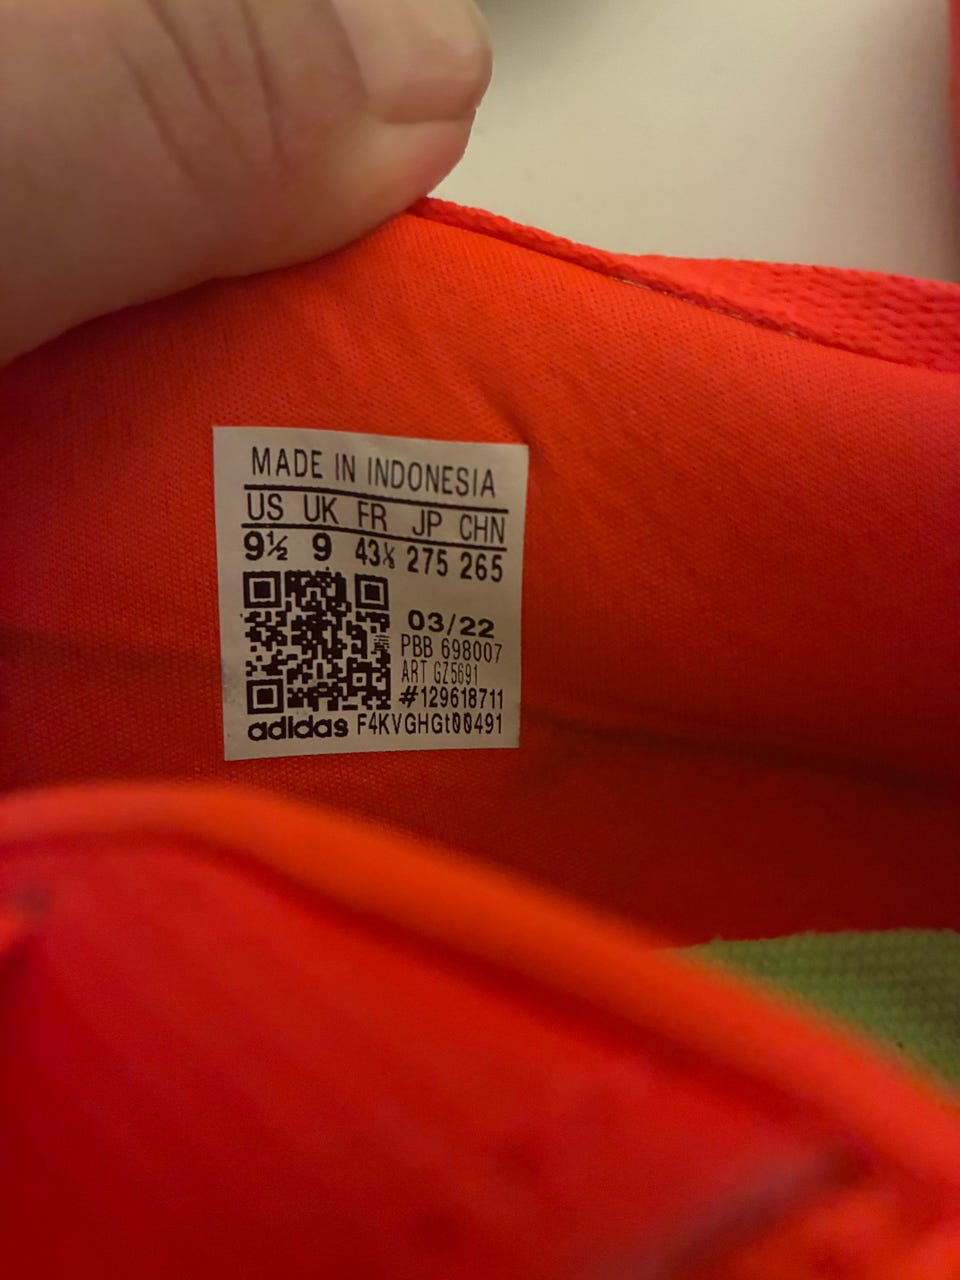 MADE IN INDONESIA
US UK FR JP CHN
9½ 9 43⅓ 275 265
03/22
PBB 698007
ART GZ5691
#129618711
adidas F4KVGHGt00491